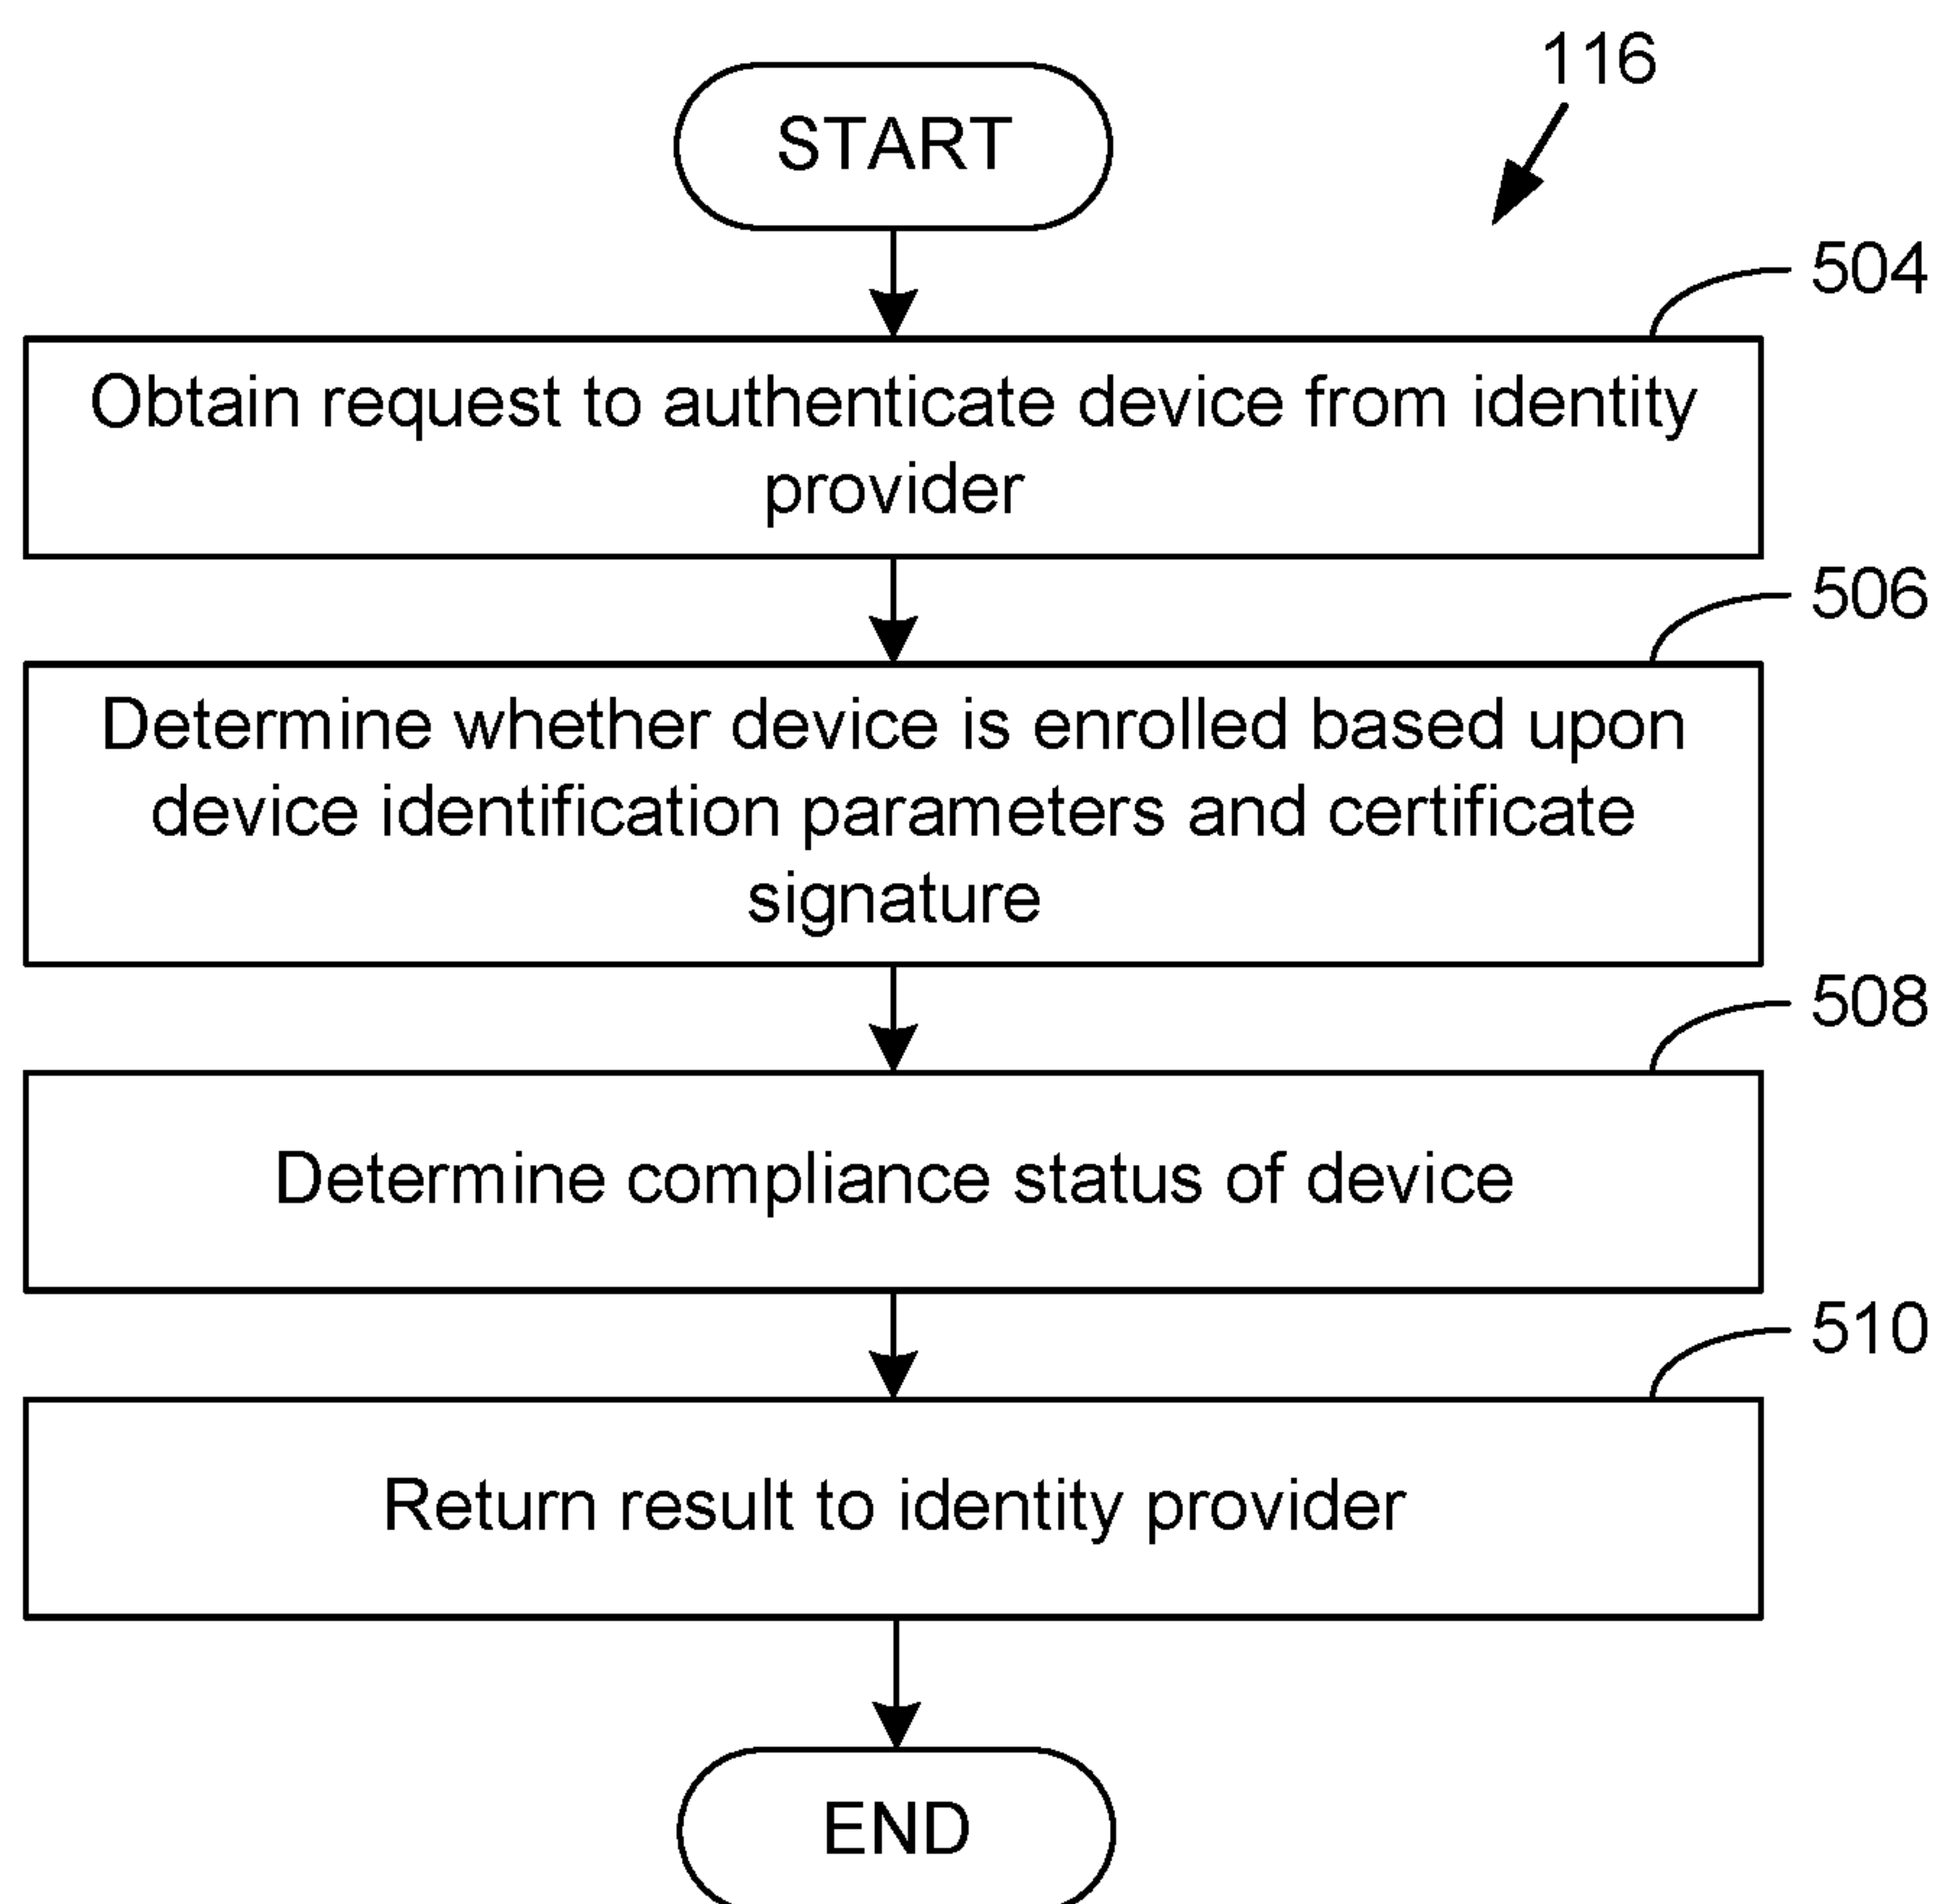 116
START
504
Obtain request to authenticate device from identity
provider
506
Determine whether device is enrolled based upon
device identification parameters and certificate
signature
508
Determine compliance status of device
510
Return result to identity provider
END